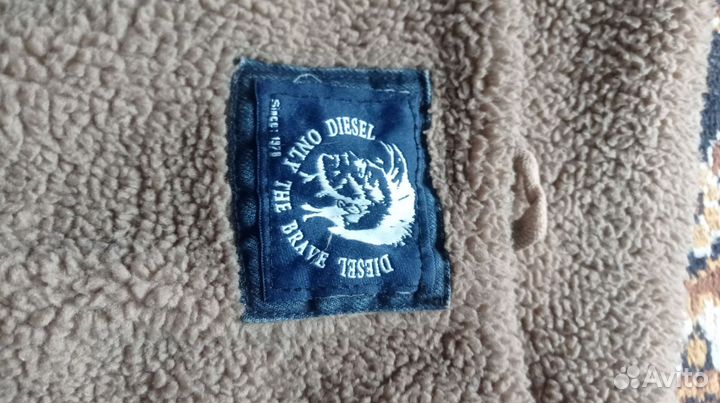 DIESEL
ONLY THE BRAVE
DIESEL
Since: 1978
Avito